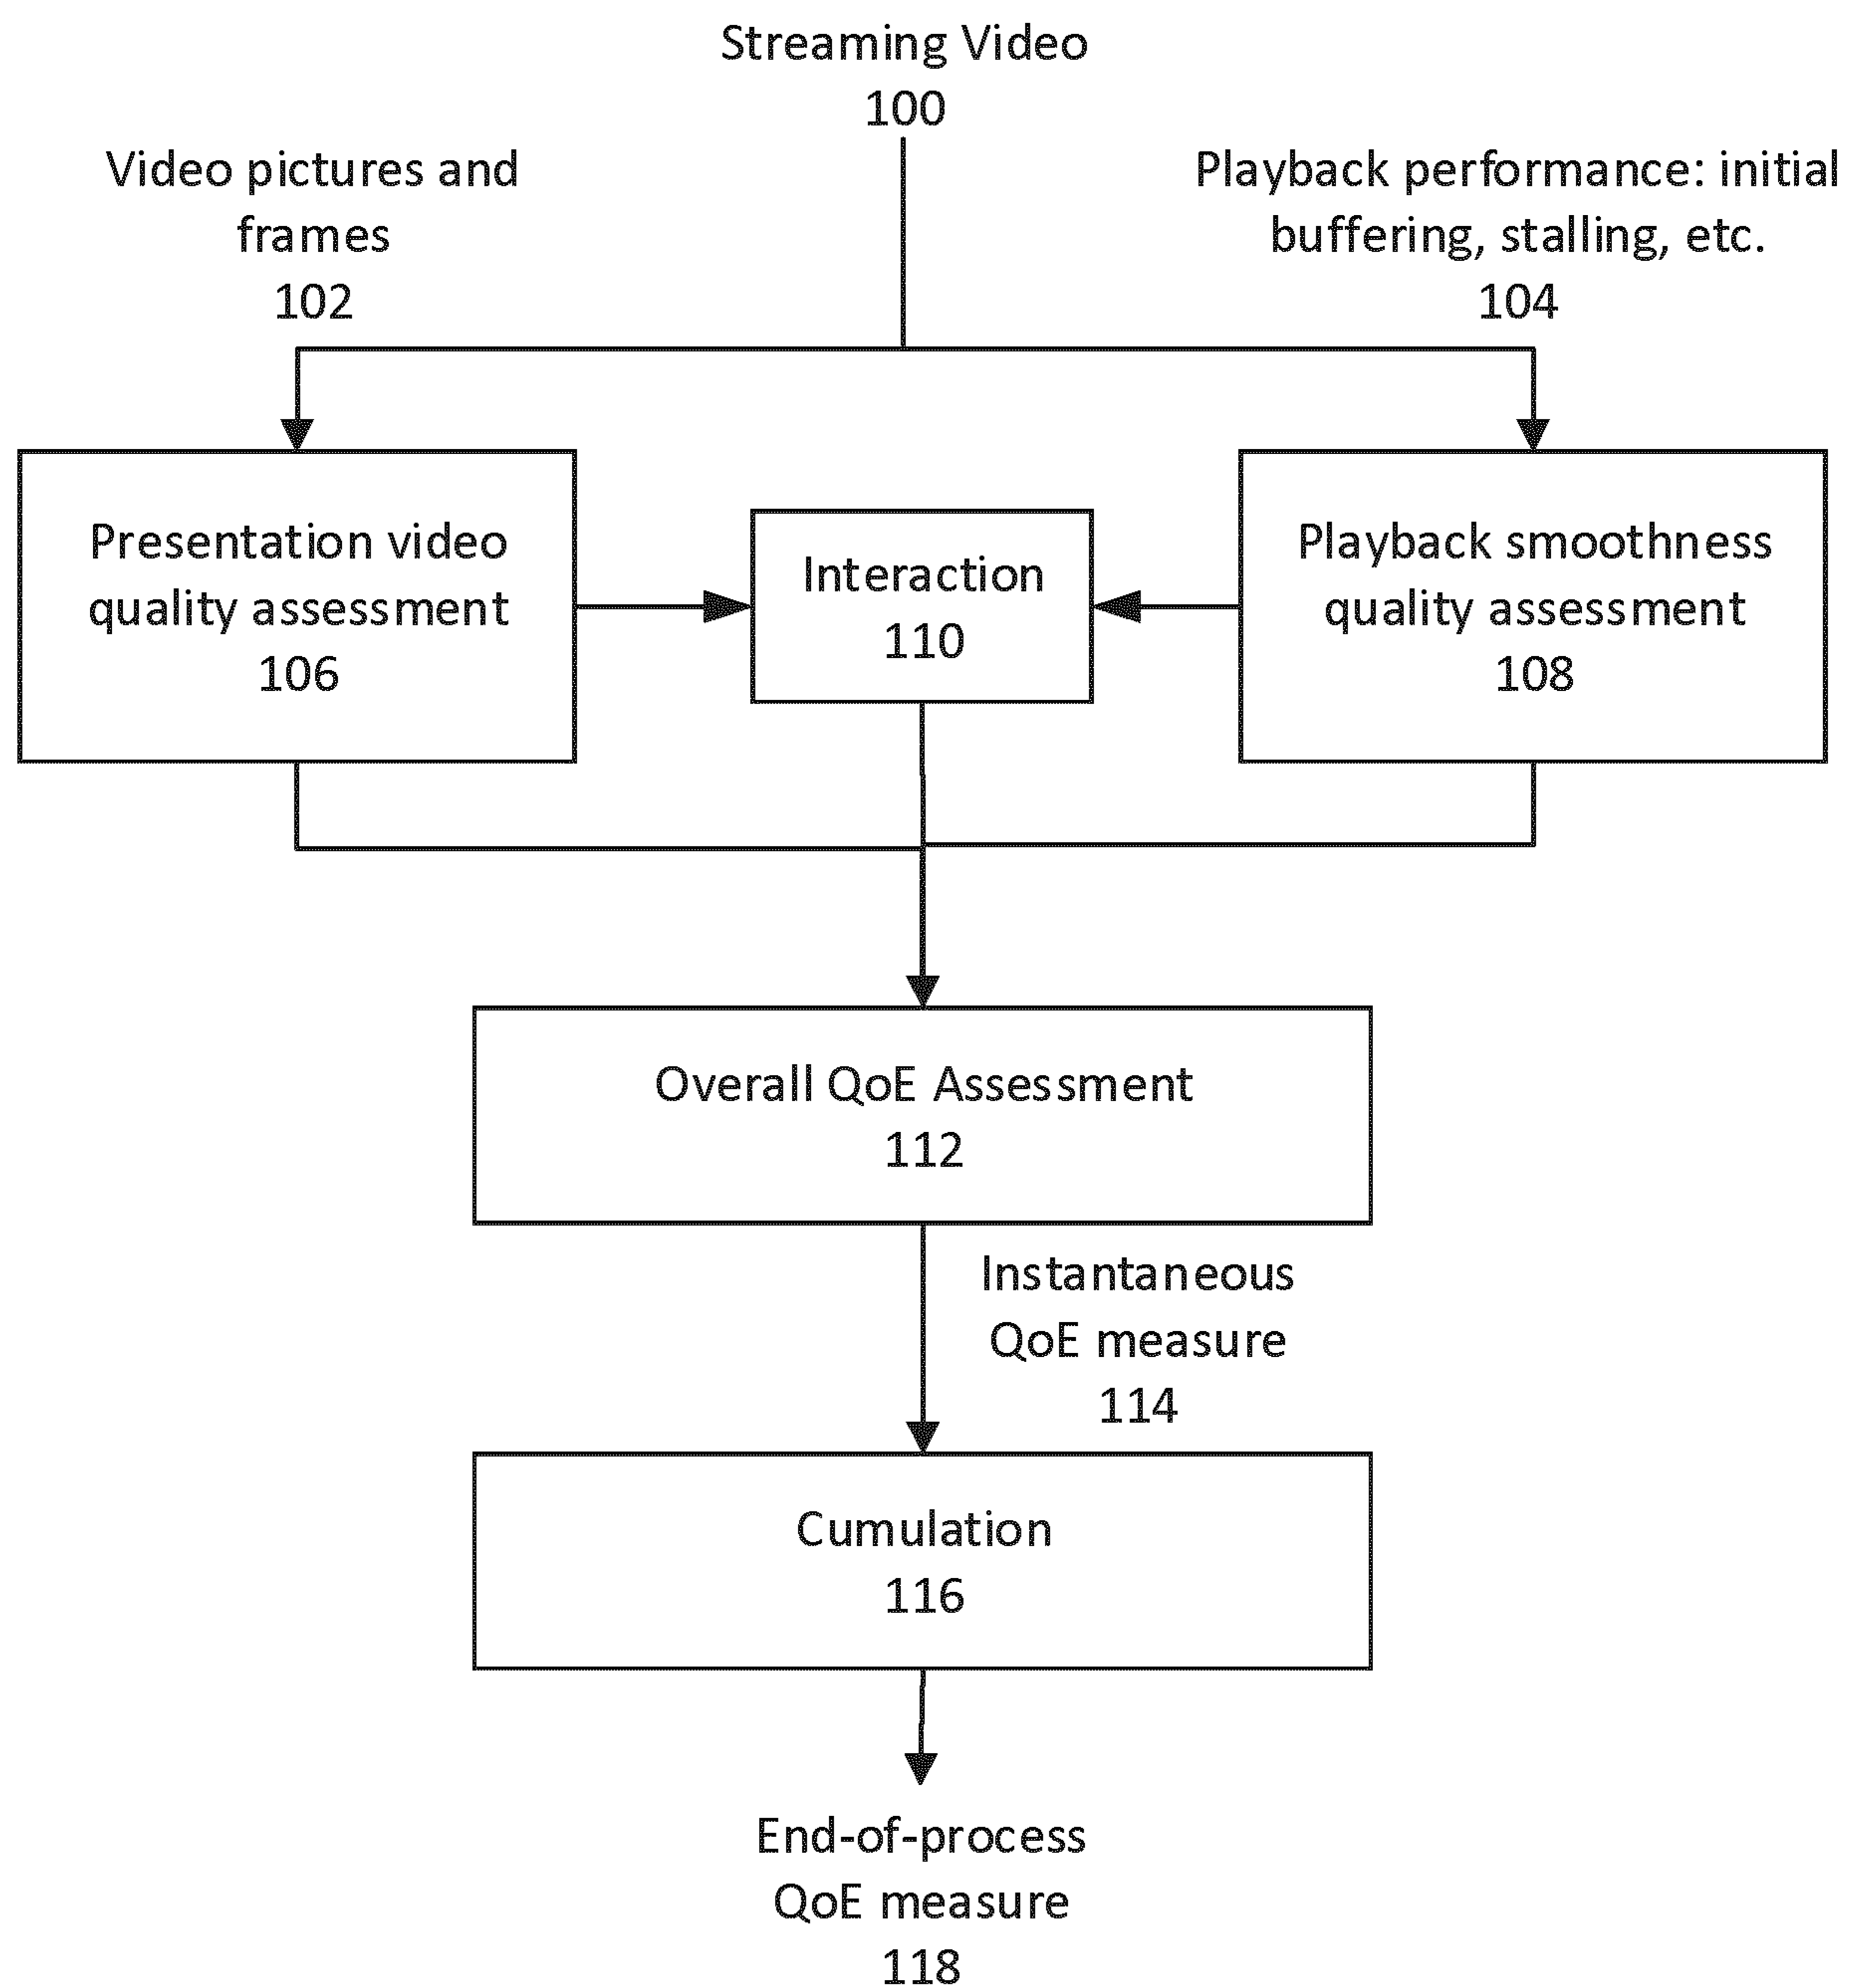 Streaming Video
100
Video pictures and
frames
102
Playback performance: initial
buffering, stalling, etc.
104
Presentation video
quality assessment
106
Interaction
110
Playback smoothness
quality assessment
108
Overall QoE Assessment
112
Instantaneous
QoE measure
114
Cumulation
116
End-of-process
QoE measure
118